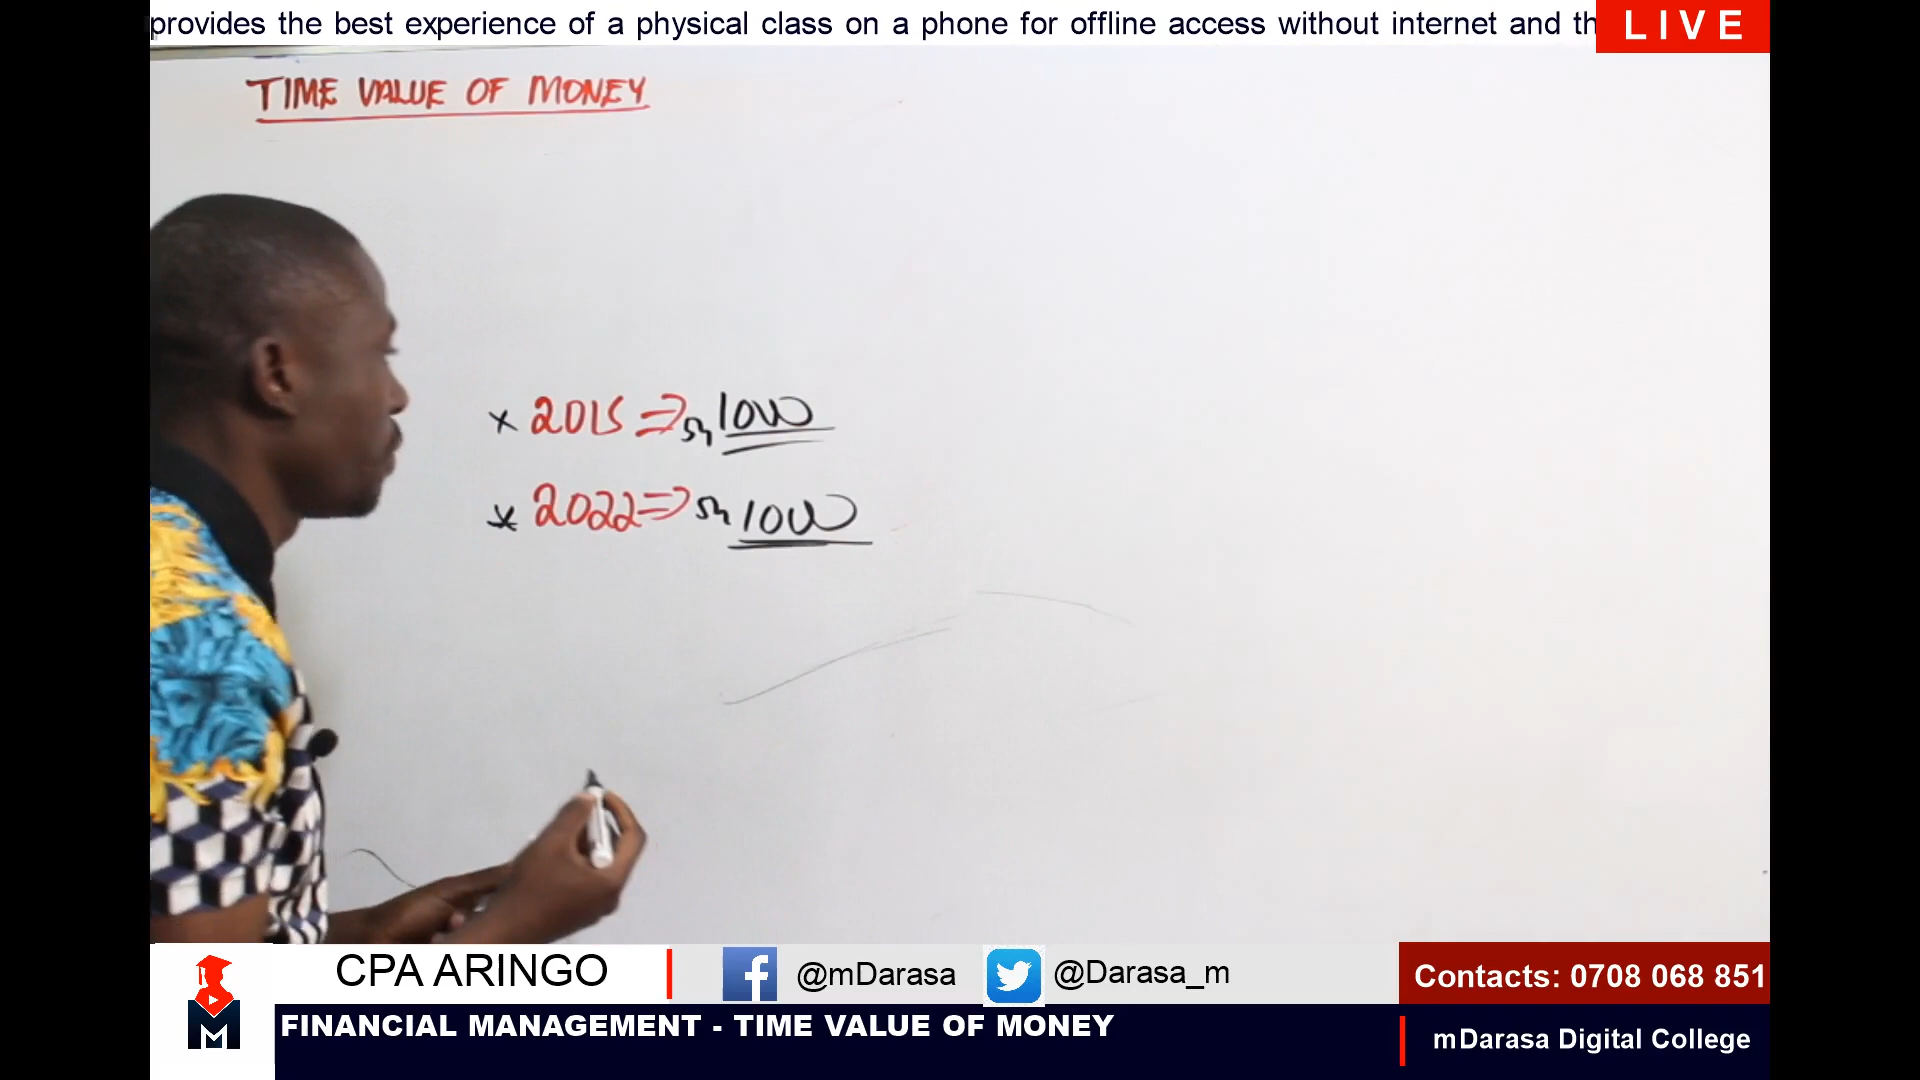 provides the best experience of a physical class on a phone for offline access without internet and th
LIVE
TIME VALUE OF MONEY
× 2015 ⇒ sh 1000
× 2022 ⇒ sh 1000
CPA ARINGO
@mDarasa
@Darasa_m
Contacts: 0708 068 851
M
FINANCIAL MANAGEMENT - TIME VALUE OF MONEY
mDarasa Digital College